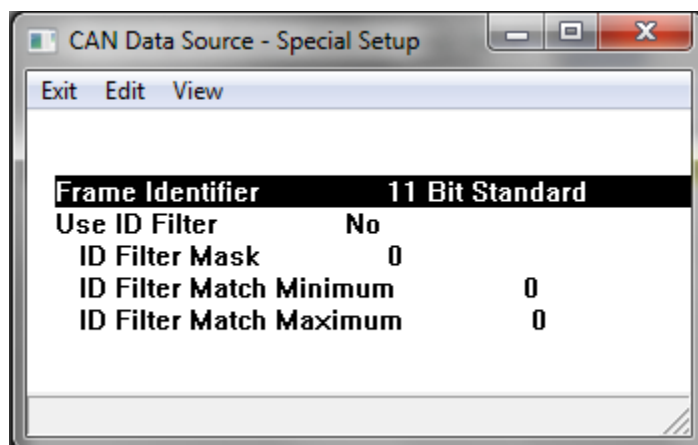 CAN Data Source - Special Setup
Exit Edit View
Frame Identifier 11 Bit Standard
Use ID Filter No
ID Filter Mask 0
ID Filter Match Minimum 0
ID Filter Match Maximum 0